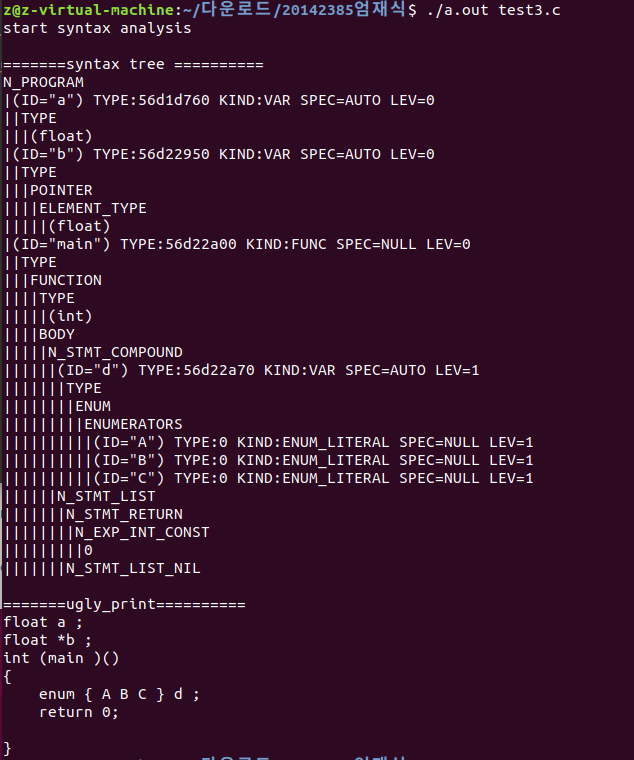 z@z-virtual-machine:~/다운로드/20142385엄재식$ ./a.out test3.c
start syntax analysis
=======syntax tree ==========
N_PROGRAM
|(ID="a") TYPE:56d1d760 KIND:VAR SPEC=AUTO LEV=0
||TYPE
|||(float)
|(ID="b") TYPE:56d22950 KIND:VAR SPEC=AUTO LEV=0
||TYPE
|||POINTER
||||ELEMENT_TYPE
|||||(float)
|(ID="main") TYPE:56d22a00 KIND:FUNC SPEC=NULL LEV=0
||TYPE
|||FUNCTION
||||TYPE
|||||(int)
||||BODY
|||||N_STMT_COMPOUND
||||||(ID="d") TYPE:56d22a70 KIND:VAR SPEC=AUTO LEV=1
|||||||TYPE
||||||||ENUM
|||||||||ENUMERATORS
||||||||||(ID="A") TYPE:0 KIND:ENUM_LITERAL SPEC=NULL LEV=1
||||||||||(ID="B") TYPE:0 KIND:ENUM_LITERAL SPEC=NULL LEV=1
||||||||||(ID="C") TYPE:0 KIND:ENUM_LITERAL SPEC=NULL LEV=1
||||||N_STMT_LIST
|||||||N_STMT_RETURN
||||||||N_EXP_INT_CONST
|||||||||0
|||||||N_STMT_LIST_NIL
=======ugly_print==========
float a ;
float *b ;
int (main )()
{
    enum { A B C } d ;
    return 0;
}